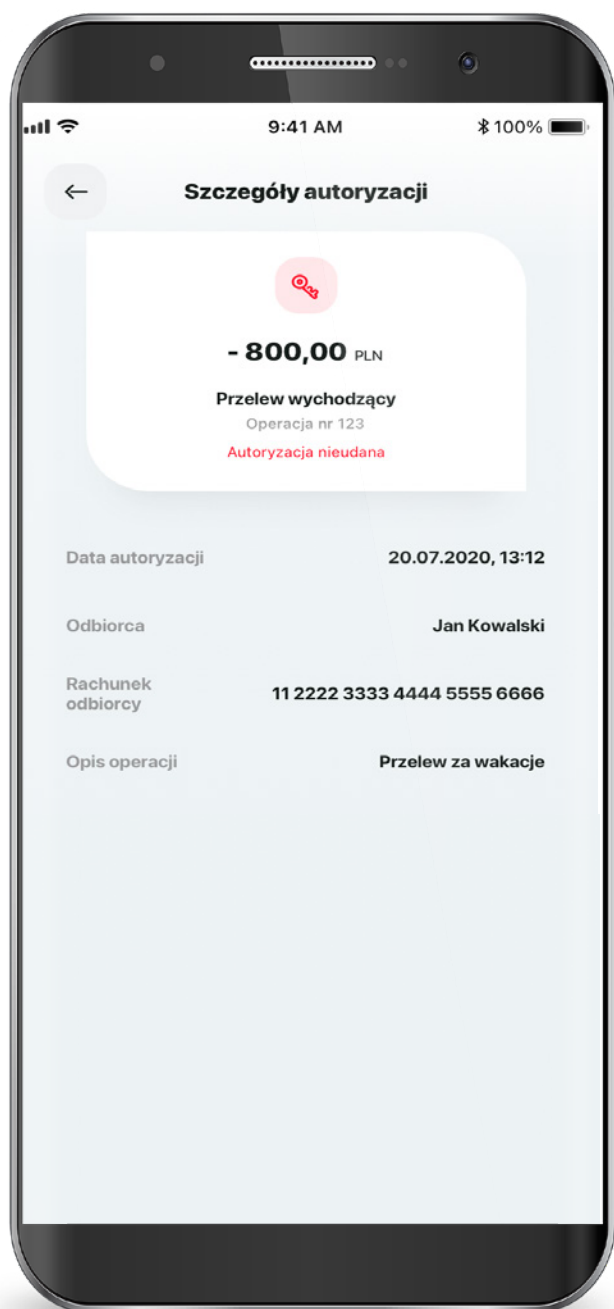 9:41 AM
100%
Szczegóły autoryzacji
- 800,00 PLN
Przelew wychodzący
Operacja nr 123
Autoryzacja nieudana
Data autoryzacji 20.07.2020, 13:12
Odbiorca Jan Kowalski
Rachunek
odbiorcy 11 2222 3333 4444 5555 6666
Opis operacji Przelew za wakacje